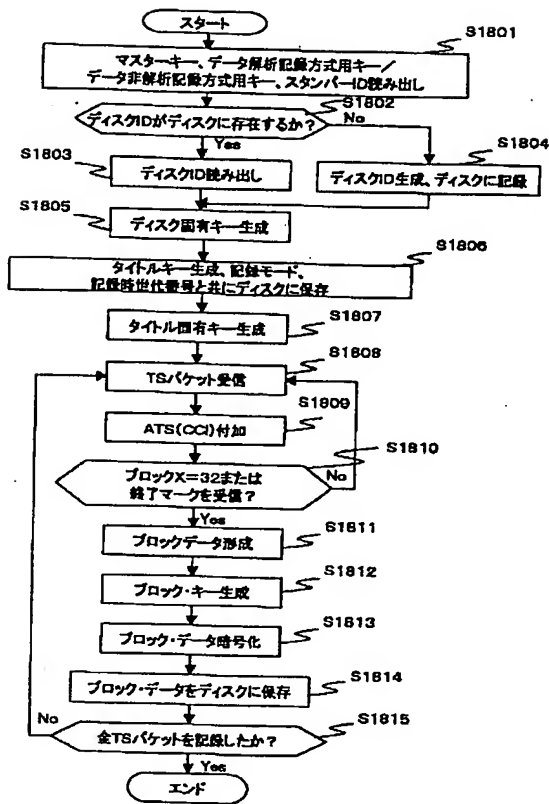 スタート
S1801
マスターキー、データ解析記録方式用キー/
データ非解析記録方式用キー、スタンパーID読み出し
S1802
ディスクIDがディスクに存在するか?
No
Yes
S1803
ディスクID読み出し
S1804
ディスクID生成、ディスクに記録
S1805
ディスク固有キー生成
S1806
タイトルキー生成、記録モード、
記録時世代番号と共にディスクに保存
S1807
タイトル固有キー生成
S1808
TSパケット受信
S1809
ATS(CCI)付加
S1810
ブロックX=32または
終了マークを受信?
No
Yes
S1811
ブロックデータ形成
S1812
ブロック・キー生成
S1813
ブロック・データ暗号化
S1814
ブロック・データをディスクに保存
S1815
No
全TSパケットを記録したか?
Yes
エンド